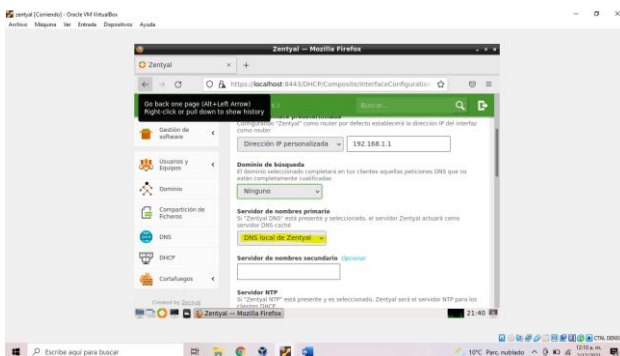 zentyal [Corriendo] - Oracle VM VirtualBox
Archivo Máquina Ver Entrada Dispositivos Ayuda
Zentyal — Mozilla Firefox
Zentyal
https://localhost:8443/DHCP/Composite/InterfaceConfiguratio
Go back one page (Alt+Left Arrow)
Right-click or pull down to show history
Buscar...
Configurando "Zentyal" como router por defecto establecerá la dirección IP del interfaz
como router
Gestión de
software
Dirección IP personalizada
192.168.1.1
Usuarios y
Equipos
Dominio de búsqueda
El dominio seleccionado completará en tus clientes aquellas peticiones DNS que no
están completamente cualificadas
Dominio
Ninguno
Compartición de
Ficheros
Servidor de nombres primario
Si "Zentyal DNS" está presente y seleccionado, el servidor Zentyal actuará como
servidor DNS caché
DNS
DNS local de Zentyal
DHCP
Servidor de nombres secundario Opcional
Cortafuegos
Created by Zentyal
Servidor NTP
Si "Zentyal NTP" está presente y es seleccionado, Zentyal será el servidor NTP para los
clientes DHCP
Zentyal — Mozilla Firefox
21:40
CTRL DEREC
Escribe aquí para buscar
10°C Parc. nublado
12:10 a. m.